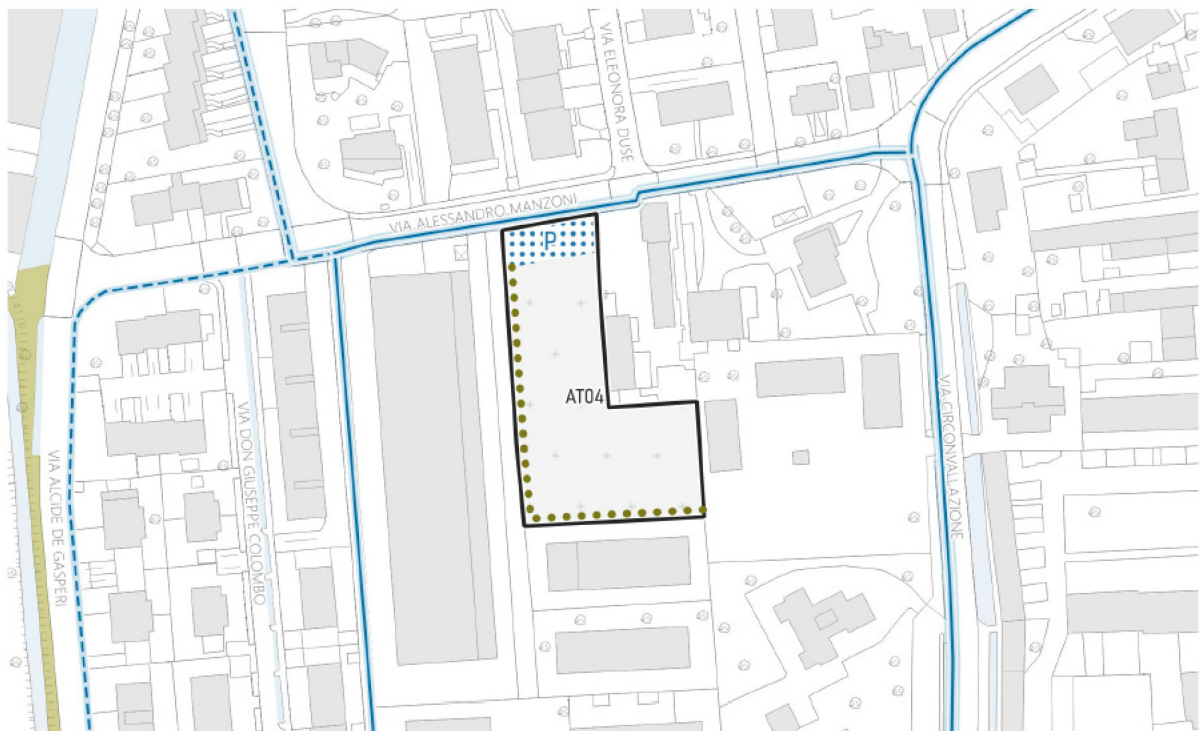 VIA ELEONORA DUSE
VIA ALESSANDRO MANZONI
P
AT04
VIA CIRCONVALLAZIONE
VIA DON GIUSEPPE COLOMBO
VIA ALCIDE DE GASPERI